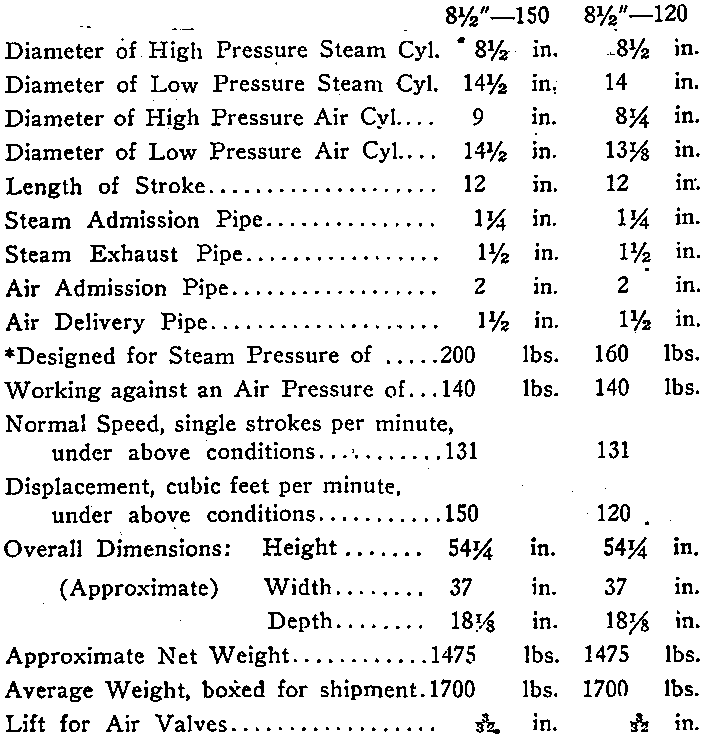 8½"—150 8½"—120
Diameter of High Pressure Steam Cyl. 8½ in. 8½ in.
Diameter of Low Pressure Steam Cyl. 14½ in. 14 in.
Diameter of High Pressure Air Cyl.... 9 in. 8¼ in.
Diameter of Low Pressure Air Cyl.... 14½ in. 13⅛ in.
Length of Stroke.................... 12 in. 12 in.
Steam Admission Pipe............... 1¼ in. 1¼ in.
Steam Exhaust Pipe................. 1½ in. 1½ in.
Air Admission Pipe.................. 2 in. 2 in.
Air Delivery Pipe.................... 1½ in. 1½ in.
*Designed for Steam Pressure of .....200 lbs. 160 lbs.
Working against an Air Pressure of...140 lbs. 140 lbs.
Normal Speed, single strokes per minute,
under above conditions...........131 131
Displacement, cubic feet per minute,
under above conditions...........150 120
Overall Dimensions: Height ....... 54¼ in. 54¼ in.
(Approximate) Width........ 37 in. 37 in.
Depth........ 18⅛ in. 18⅛ in.
Approximate Net Weight............1475 lbs. 1475 lbs.
Average Weight, boxed for shipment.1700 lbs. 1700 lbs.
Lift for Air Valves.................. 3/32 in. 3/32 in.